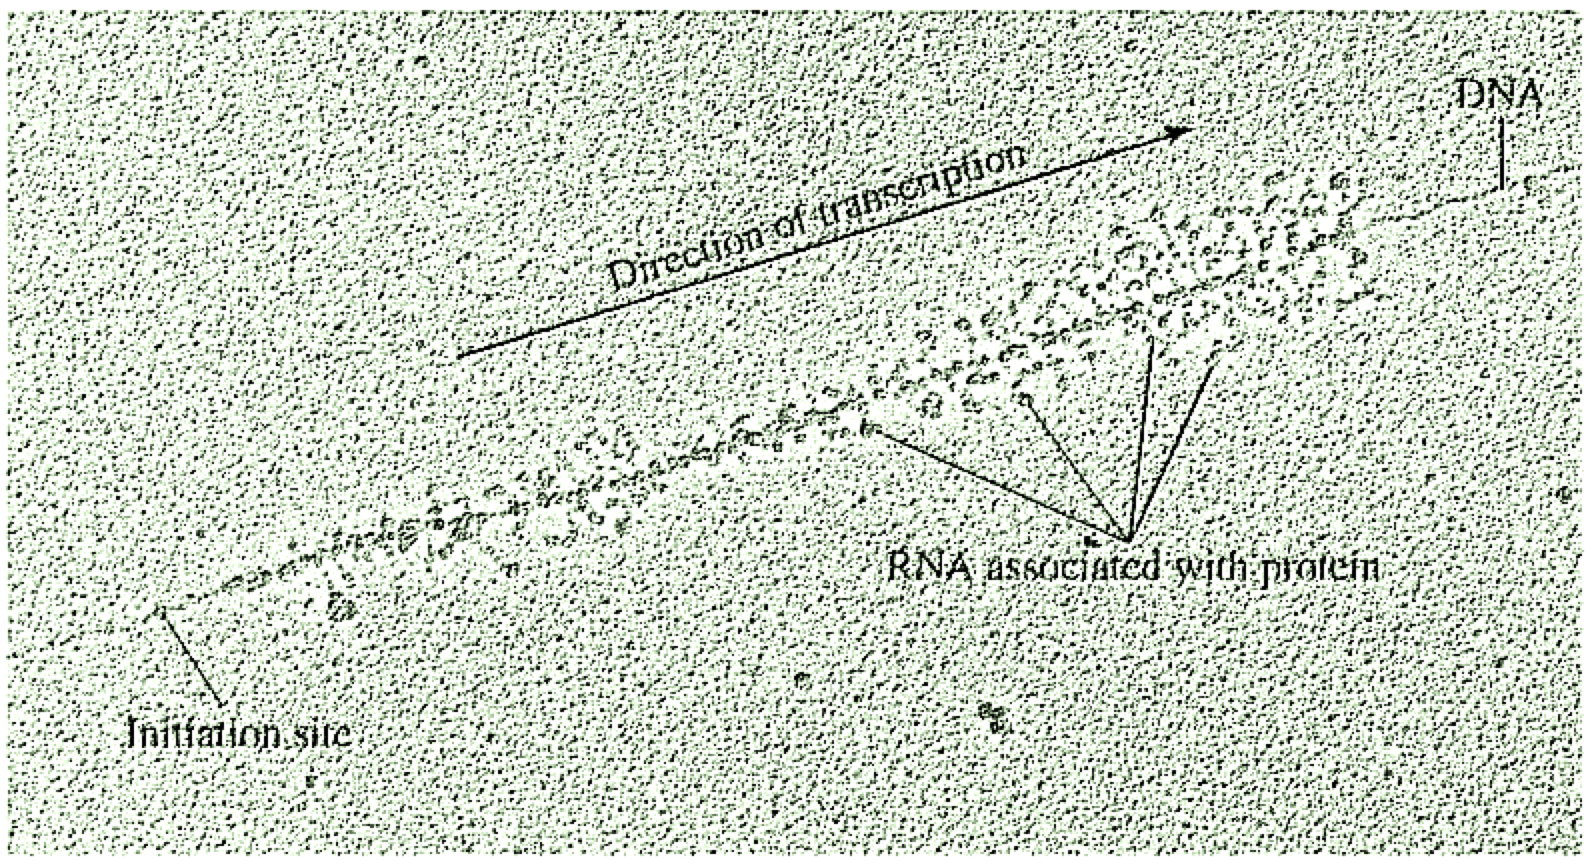 DNA
Direction of transcription
RNA associated with protein
Initiation site